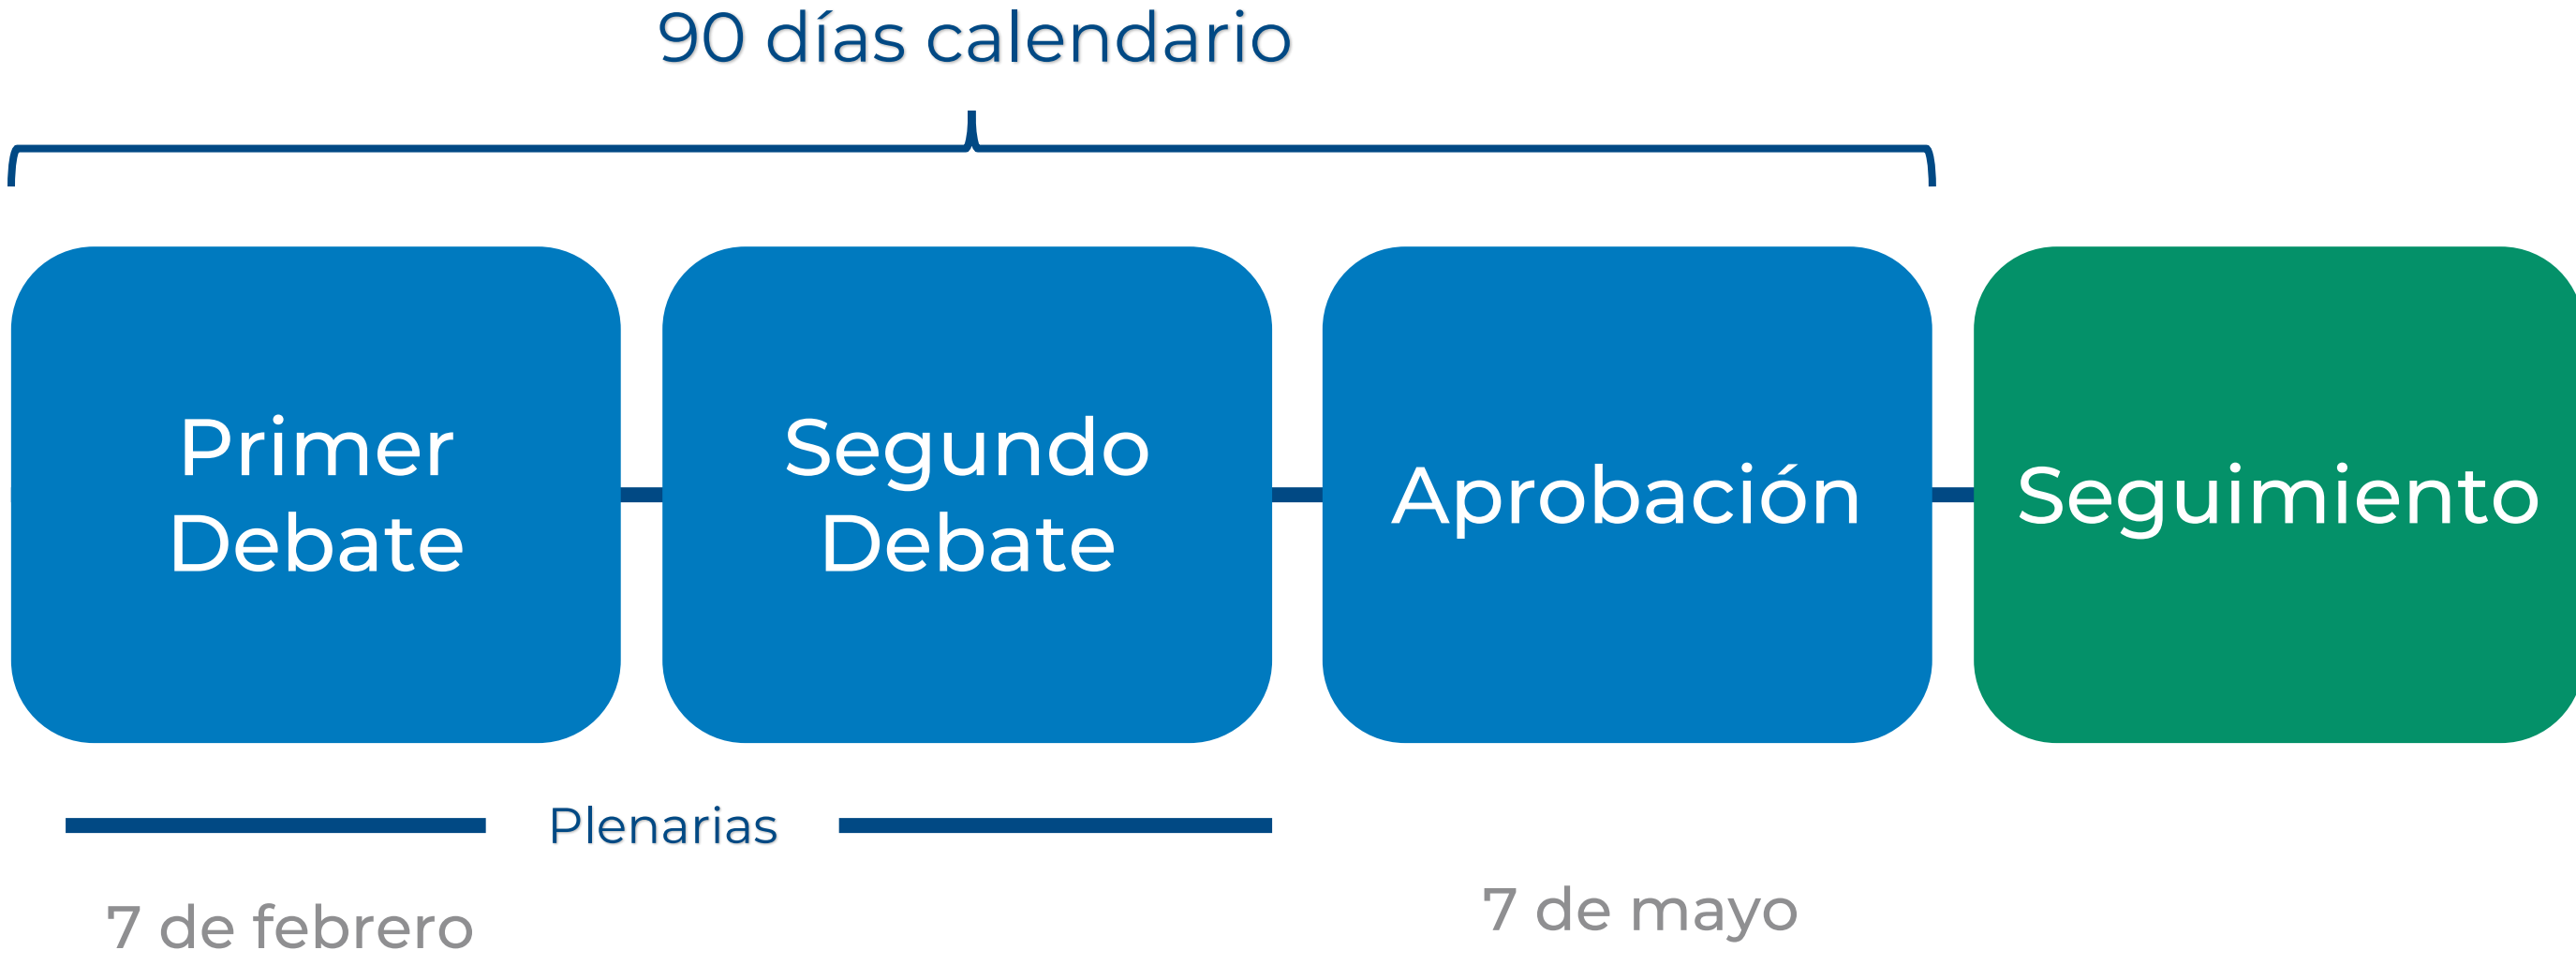 90 días calendario
Primer
Debate
Segundo
Debate
Aprobación
Seguimiento
Plenarias
7 de febrero
7 de mayo